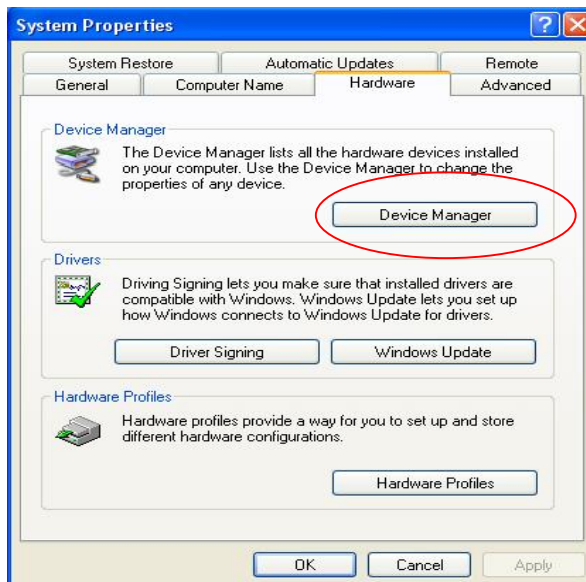 System Properties
System Restore Automatic Updates Remote
General Computer Name Hardware Advanced
Device Manager
The Device Manager lists all the hardware devices installed
on your computer. Use the Device Manager to change the
properties of any device.
Device Manager
Drivers
Driving Signing lets you make sure that installed drivers are
compatible with Windows. Windows Update lets you set up
how Windows connects to Windows Update for drivers.
Driver Signing Windows Update
Hardware Profiles
Hardware profiles provide a way for you to set up and store
different hardware configurations.
Hardware Profiles
OK Cancel Apply